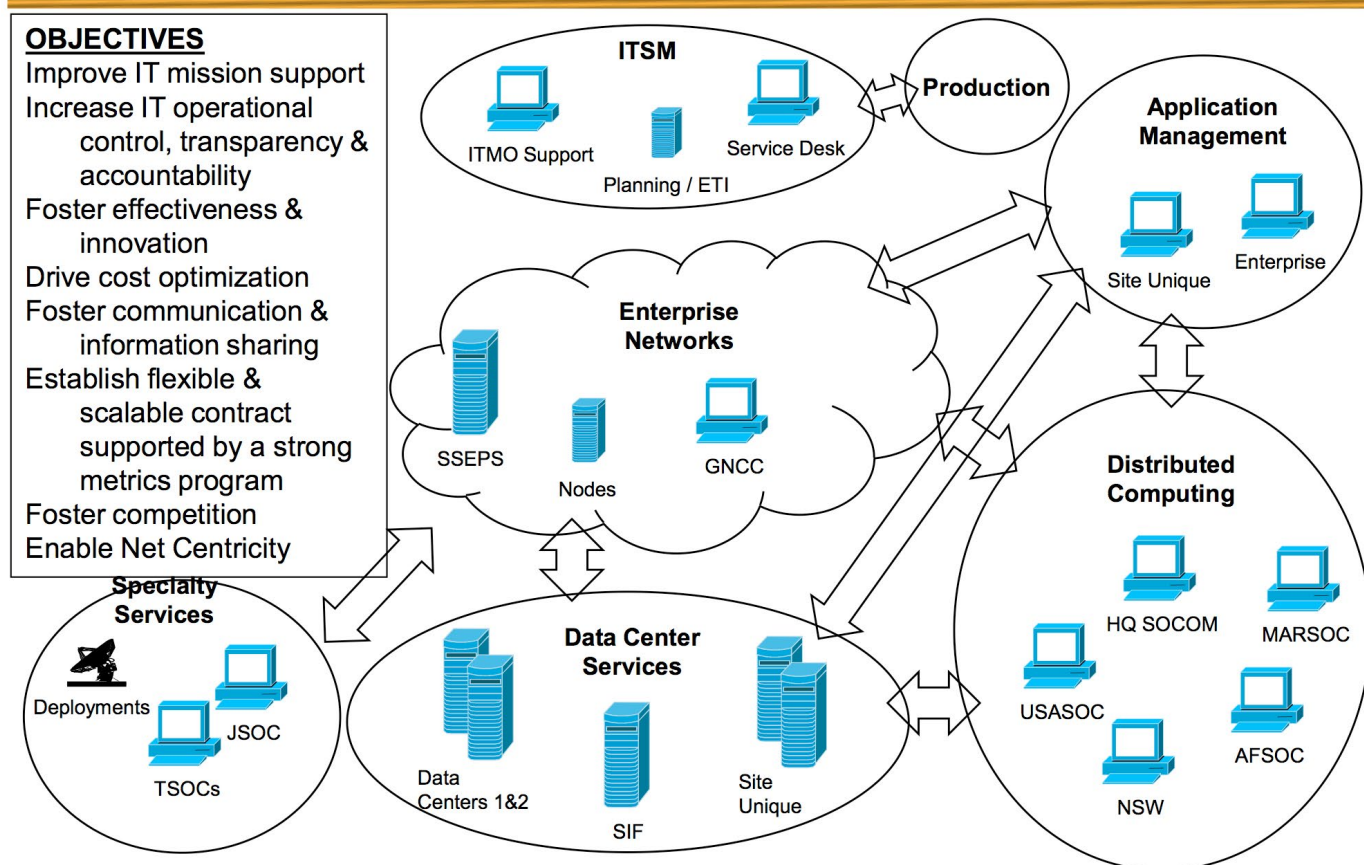 OBJECTIVES
Improve IT mission support
Increase IT operational
control, transparency &
accountability
Foster effectiveness &
innovation
Drive cost optimization
Foster communication &
information sharing
Establish flexible &
scalable contract
supported by a strong
metrics program
Foster competition
Enable Net Centricity
ITSM
ITMO Support
Planning / ETI
Service Desk
Production
Application
Management
Site Unique
Enterprise
Enterprise
Networks
SSEPS
Nodes
GNCC
Distributed
Computing
HQ SOCOM
MARSOC
USASOC
AFSOC
NSW
Specialty
Services
Deployments
JSOC
TSOCs
Data Center
Services
Data
Centers 1&2
SIF
Site
Unique